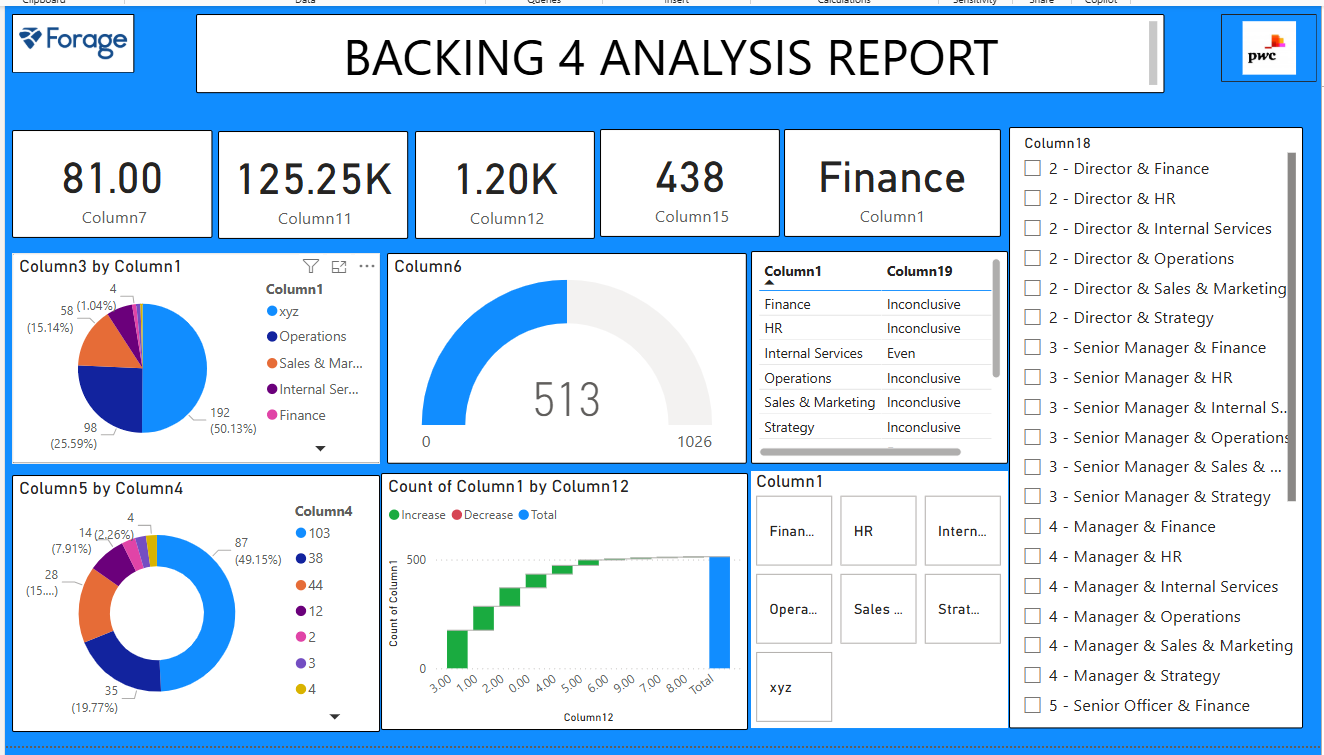 Clipboard
Data
Queries
Insert
Calculations
Sensitivity
Share
Copilot
Forage
BACKING 4 ANALYSIS REPORT
pwc
81.00
Column7
125.25K
Column11
1.20K
Column12
438
Column15
Finance
Column1
Column18
2 - Director & Finance
2 - Director & HR
2 - Director & Internal Services
2 - Director & Operations
2 - Director & Sales & Marketing
2 - Director & Strategy
3 - Senior Manager & Finance
3 - Senior Manager & HR
3 - Senior Manager & Internal S...
3 - Senior Manager & Operations
3 - Senior Manager & Sales & ...
3 - Senior Manager & Strategy
4 - Manager & Finance
4 - Manager & HR
4 - Manager & Internal Services
4 - Manager & Operations
4 - Manager & Sales & Marketing
4 - Manager & Strategy
5 - Senior Officer & Finance
Column3 by Column1
4
(1.04%)
58
(15.14%)
98
(25.59%)
192
(50.13%)
Column1
xyz
Operations
Sales & Mar...
Internal Ser...
Finance
Column6
513
0
1026
Column1 Column19
Finance Inconclusive
HR Inconclusive
Internal Services Even
Operations Inconclusive
Sales & Marketing Inconclusive
Strategy Inconclusive
Column5 by Column4
4
(2.26%)
14
(7.91%)
28
(15....)
35
(19.77%)
87
(49.15%)
Column4
103
38
44
12
2
3
4
Count of Column1 by Column12
Increase Decrease Total
Count of Column1
500
0
3.00 1.00 2.00 0.00 4.00 5.00 6.00 9.00 7.00 8.00 Total
Column12
Column1
Finan... HR Intern...
Opera... Sales ... Strat...
xyz